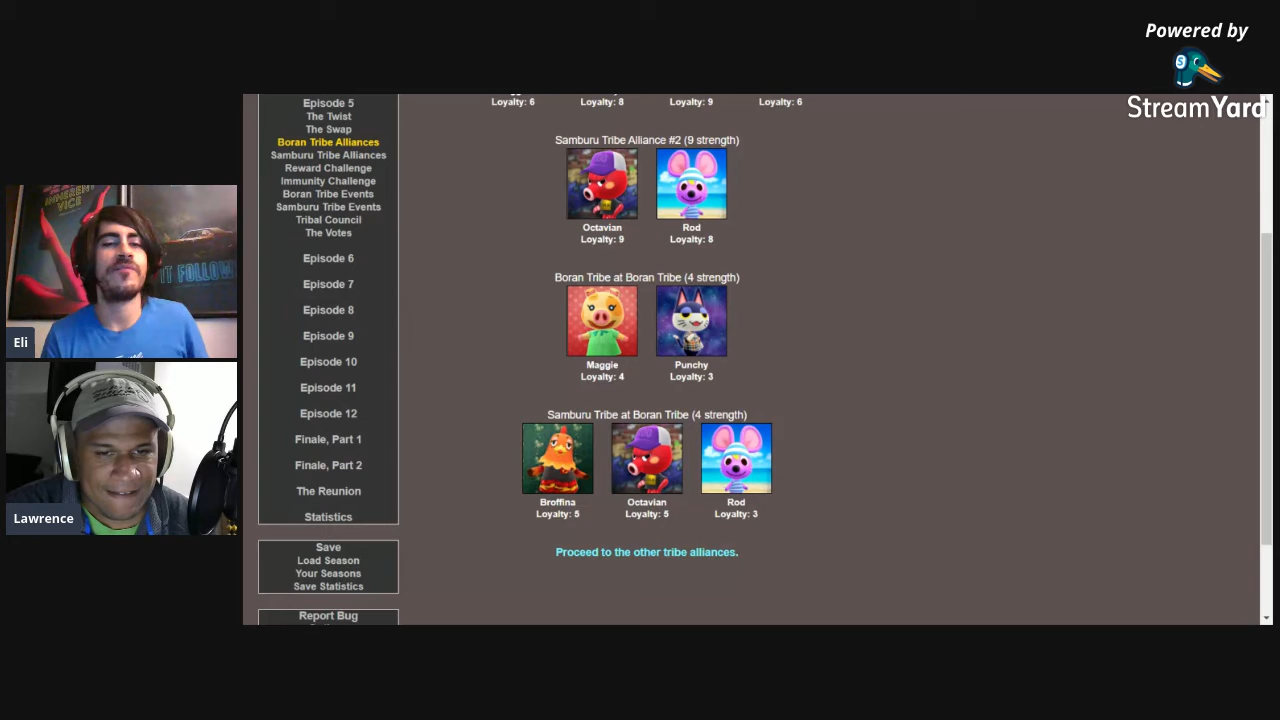 Powered by
StreamYard
INHERENT
VICE
IT FOLLOWS
Eli
Lawrence
Episode 5
The Twist
The Swap
Boran Tribe Alliances
Samburu Tribe Alliances
Reward Challenge
Immunity Challenge
Boran Tribe Events
Samburu Tribe Events
Tribal Council
The Votes
Episode 6
Episode 7
Episode 8
Episode 9
Episode 10
Episode 11
Episode 12
Finale, Part 1
Finale, Part 2
The Reunion
Statistics
Save
Load Season
Your Seasons
Save Statistics
Report Bug
Loyalty: 6 Loyalty: 8 Loyalty: 9 Loyalty: 6
Samburu Tribe Alliance #2 (9 strength)
Octavian Rod
Loyalty: 9 Loyalty: 8
Boran Tribe at Boran Tribe (4 strength)
Maggie Punchy
Loyalty: 4 Loyalty: 3
Samburu Tribe at Boran Tribe (4 strength)
Broffina Octavian Rod
Loyalty: 5 Loyalty: 5 Loyalty: 3
Proceed to the other tribe alliances.